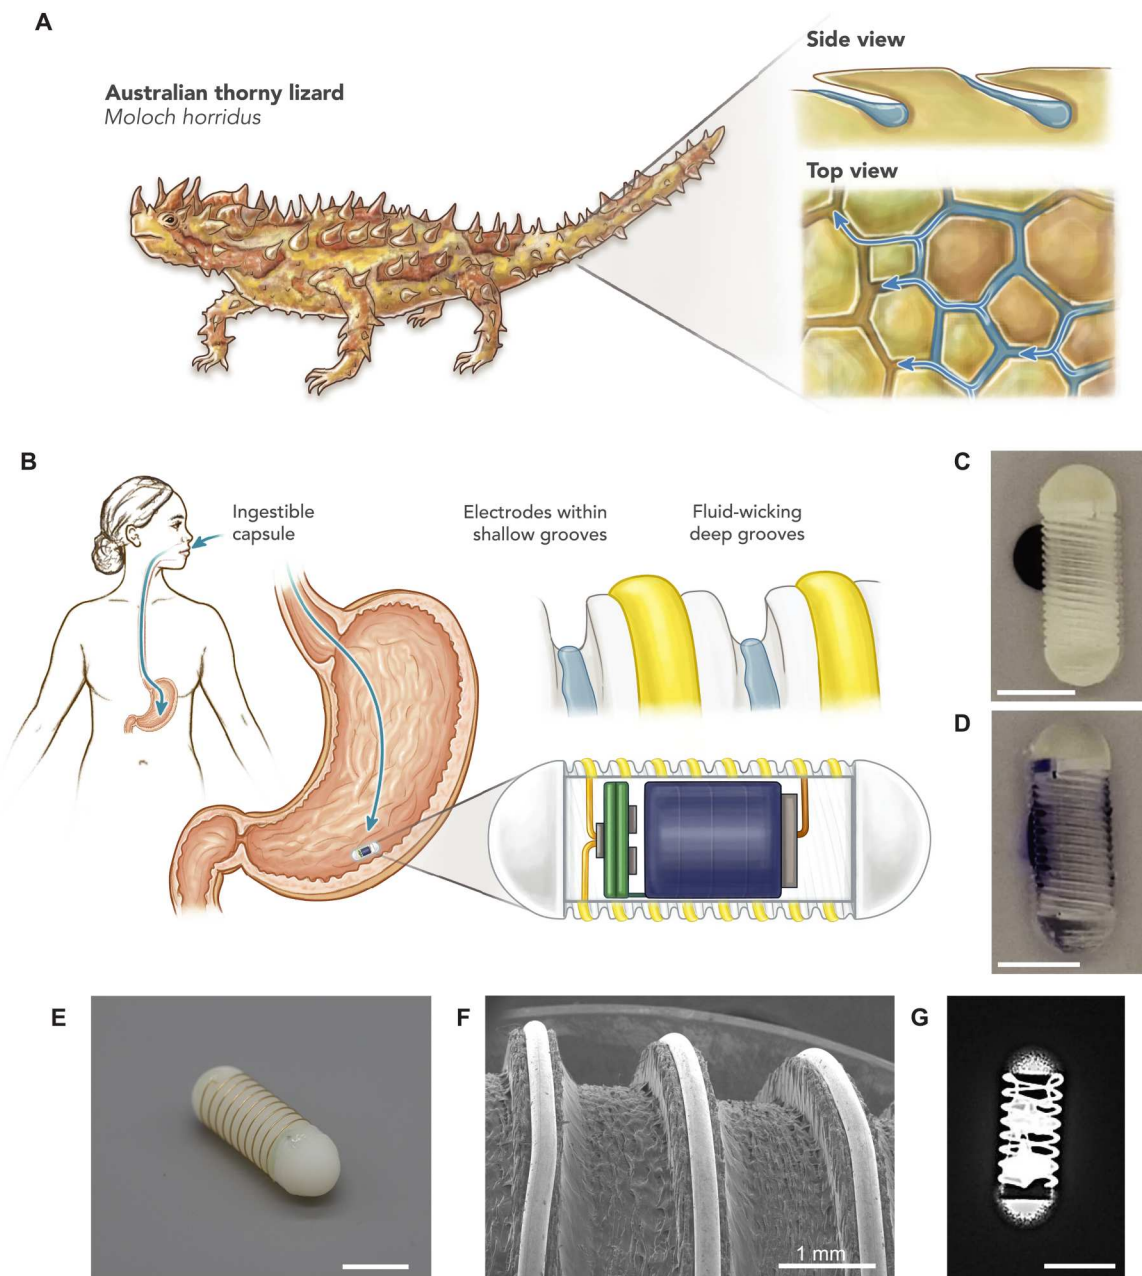 A
Australian thorny lizard
Moloch horridus
Side view
Top view
B
Ingestible
capsule
Electrodes within
shallow grooves
Fluid-wicking
deep grooves
C
D
E
F
1 mm
G